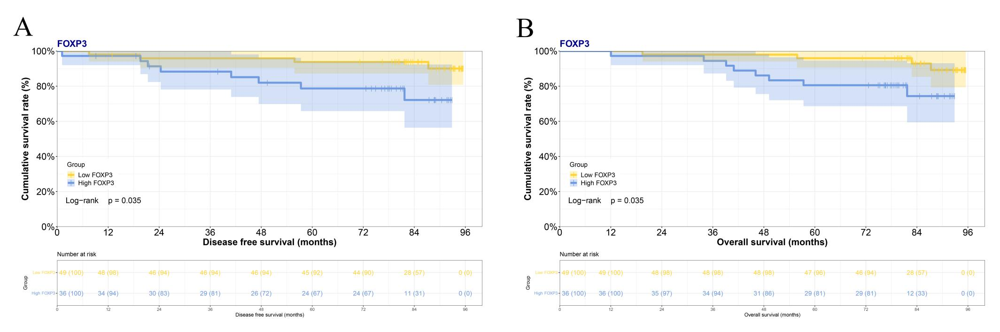 A
FOXP3
Cumulative survival rate (%)
100%
80%
60%
40%
20%
0%
Group
Low FOXP3
High FOXP3
Log−rank p = 0.035
0 12 24 36 48 60 72 84 96
Disease free survival (months)
Number at risk
Group
Low FOXP3 49 (100) 48 (98) 46 (94) 46 (94) 46 (94) 45 (92) 44 (90) 28 (57) 0 (0)
High FOXP3 36 (100) 34 (94) 30 (83) 29 (81) 26 (72) 24 (67) 24 (67) 11 (31) 0 (0)
0 12 24 36 48 60 72 84 96
Disease free survival (months)
B
FOXP3
Cumulative survival rate (%)
100%
80%
60%
40%
20%
0%
Group
Low FOXP3
High FOXP3
Log−rank p = 0.035
0 12 24 36 48 60 72 84 96
Overall survival (months)
Number at risk
Group
Low FOXP3 49 (100) 49 (100) 48 (98) 48 (98) 48 (98) 47 (96) 46 (94) 28 (57) 0 (0)
High FOXP3 36 (100) 36 (100) 35 (97) 34 (94) 31 (86) 29 (81) 29 (81) 12 (33) 0 (0)
0 12 24 36 48 60 72 84 96
Overall survival (months)